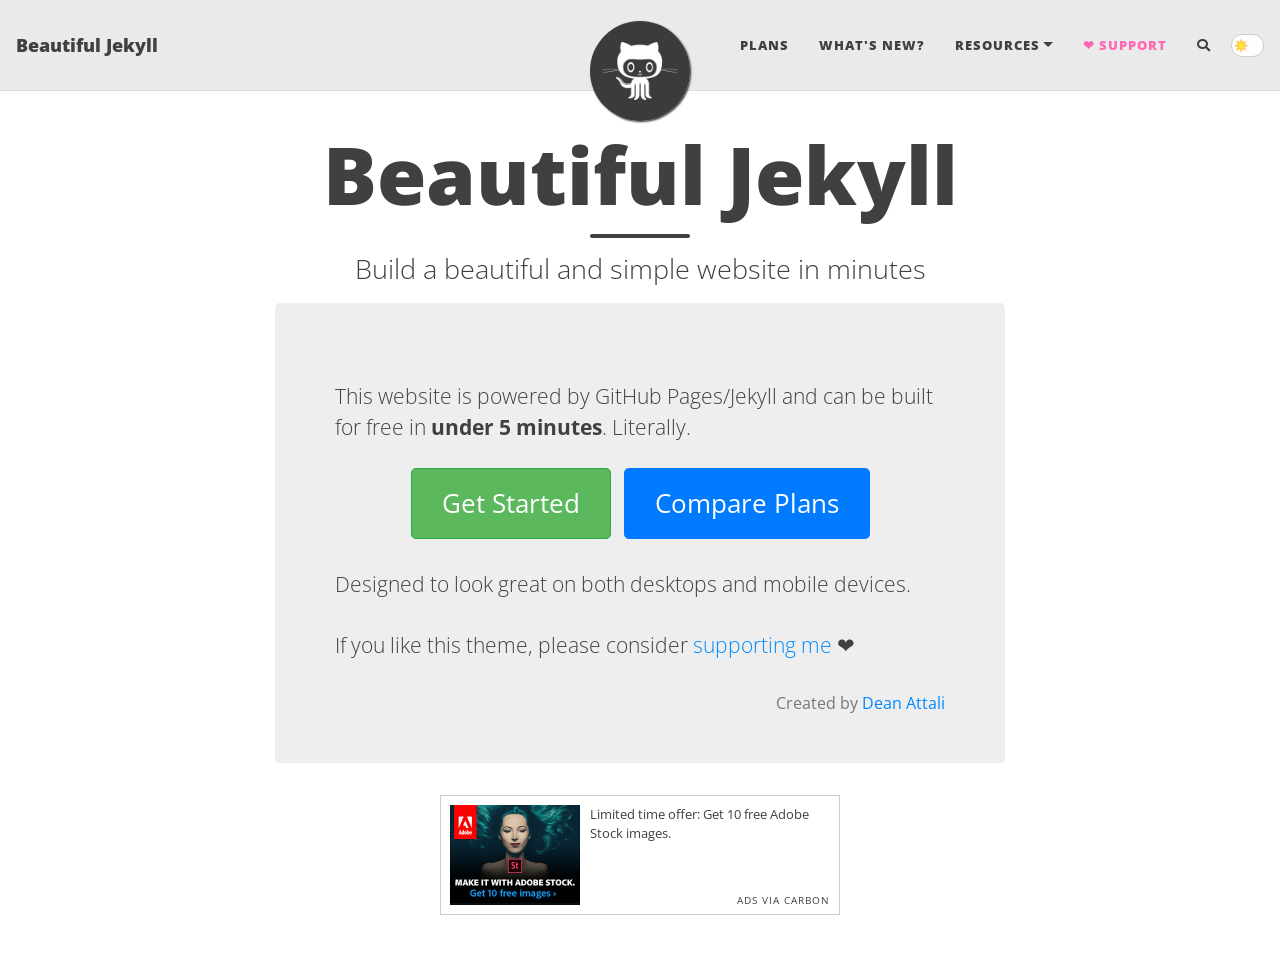 Beautiful Jekyll
PLANS
WHAT'S NEW?
RESOURCES
❤ SUPPORT
Beautiful Jekyll
Build a beautiful and simple website in minutes
This website is powered by GitHub Pages/Jekyll and can be built
for free in under 5 minutes. Literally.
Get Started
Compare Plans
Designed to look great on both desktops and mobile devices.
If you like this theme, please consider supporting me ❤
Created by Dean Attali
Adobe
St
MAKE IT WITH ADOBE STOCK.
Get 10 free images ›
Limited time offer: Get 10 free Adobe
Stock images.
ADS VIA CARBON